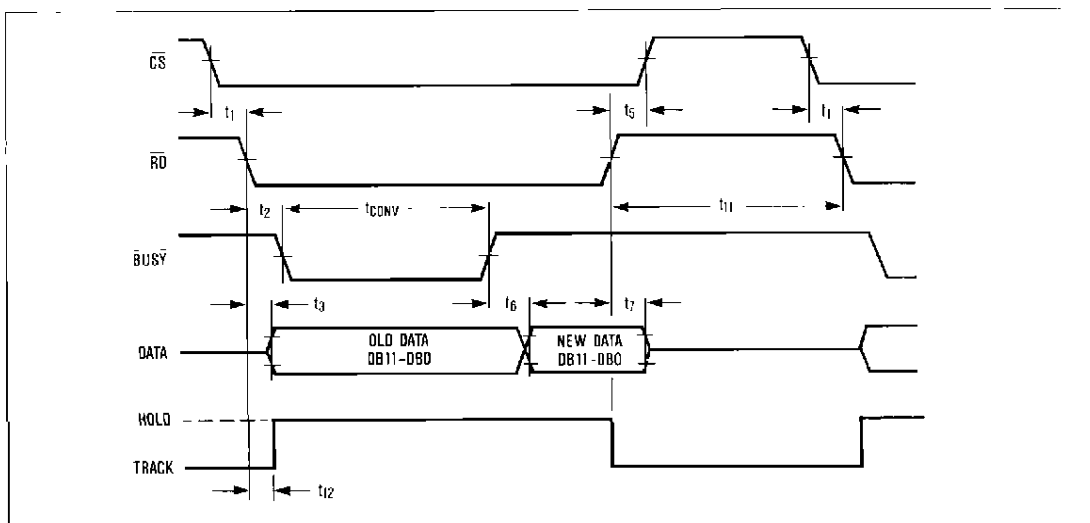 CS
t1 t5 t1
RD
t2 tCONV t11
BUSY
t3 t6 t7
DATA OLD DATA DB11-DB0 NEW DATA DB11-DB0
HOLD
TRACK
t12